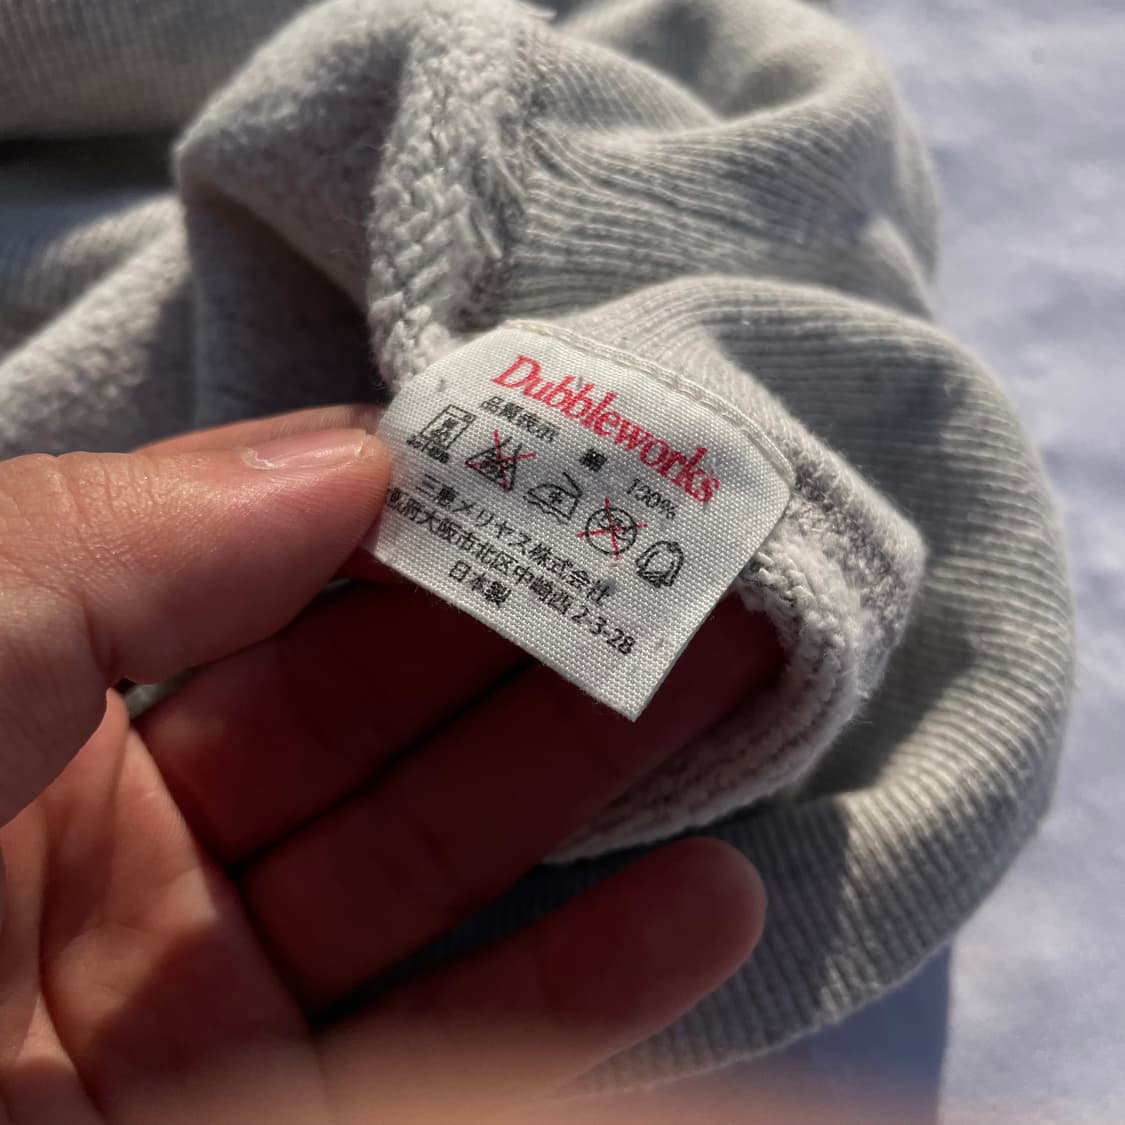 Dubbleworks
品質表示
綿 100%
三恵メリヤス株式会社
阪府大阪市北区中崎西 2-3-28
日本製